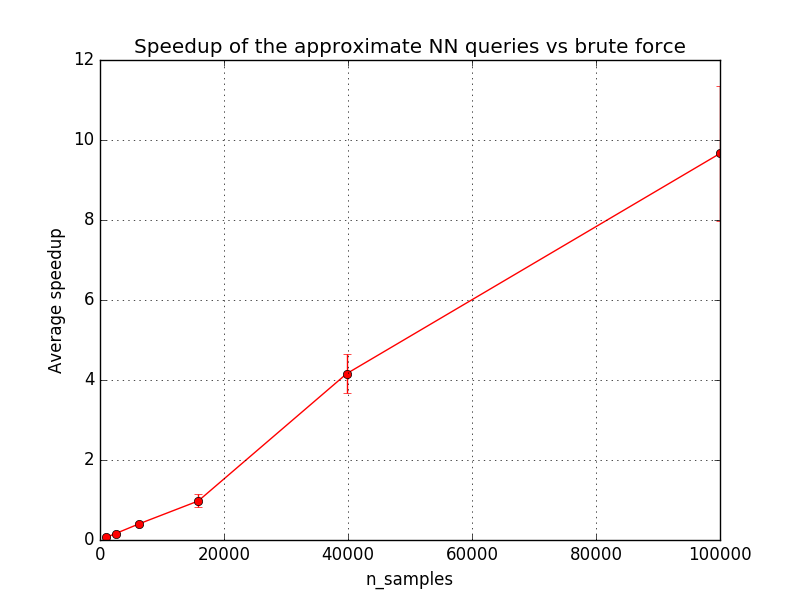 Speedup of the approximate NN queries vs brute force
12
10
8
6
4
2
0
Average speedup
0 20000 40000 60000 80000 100000
n_samples